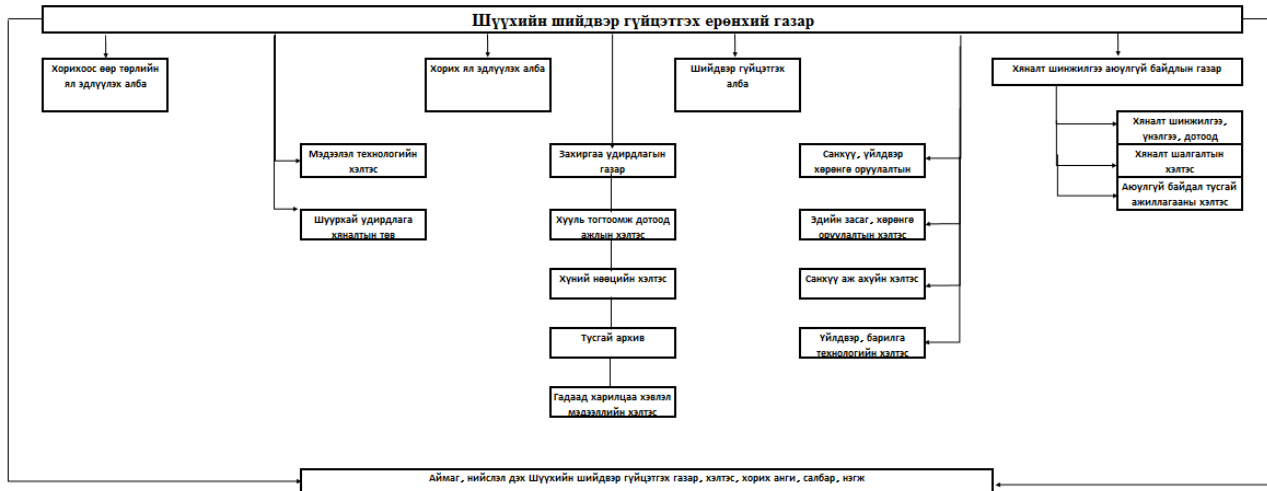 Шүүхийн шийдвэр гүйцэтгэх ерөнхий газар
Хорихоос өөр төрлийн
ял эдлүүлэх алба
Хорих ял эдлүүлэх алба
Шийдвэр гүйцэтгэх
алба
Хяналт шинжилгээ аюулгүй байдлын газар
Хяналт шинжилгээ,
үнэлгээ, дотоод
Хяналт шалгалтын
хэлтэс
Аюулгүй байдал тусгай
ажиллагааны хэлтэс
Мэдээлэл технологийн
хэлтэс
Шуурхай удирдлага
хяналтын төв
Захиргаа удирдлагын
газар
Хууль тогтоомж дотоод
ажлын хэлтэс
Хүний нөөцийн хэлтэс
Тусгай архив
Гадаад харилцаа хэвлэл
мэдээллийн хэлтэс
Санхүү, үйлдвэр
хөрөнгө оруулалтын
Эдийн засаг, хөрөнгө
оруулалтын хэлтэс
Санхүү аж ахуйн хэлтэс
Үйлдвэр, барилга
технологийн хэлтэс
Аймаг, нийслэл дэх Шүүхийн шийдвэр гүйцэтгэх газар, хэлтэс, хорих анги, салбар, нэгж